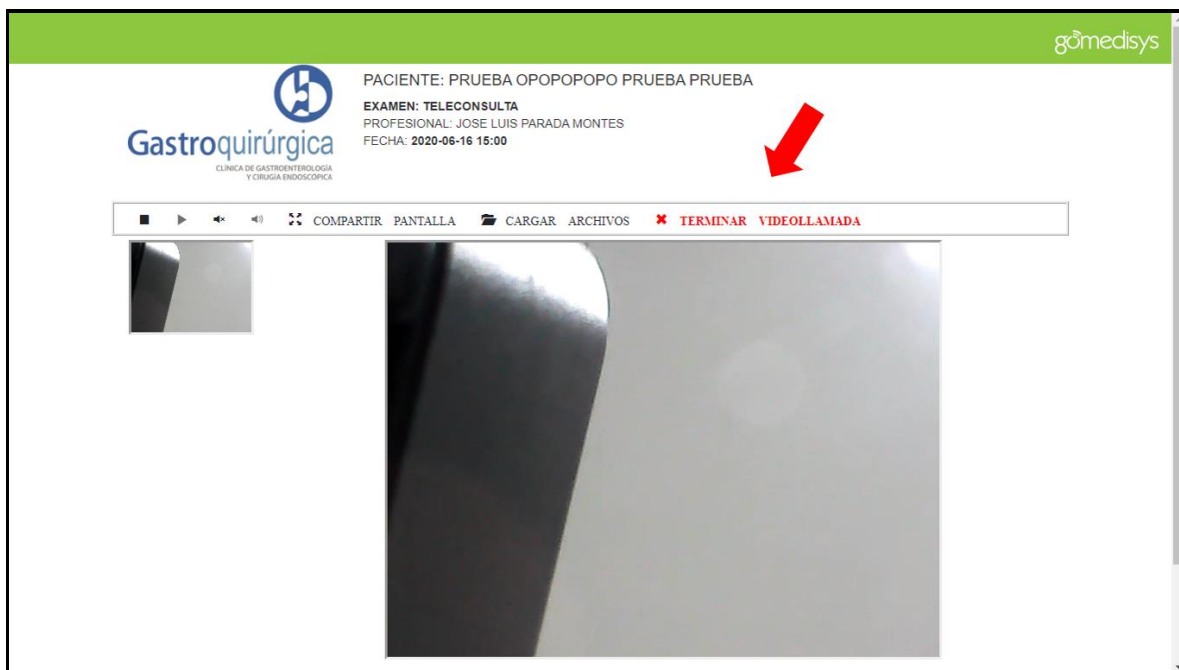 gomedisys
PACIENTE: PRUEBA OPOPOPOPO PRUEBA PRUEBA
EXAMEN: TELECONSULTA
PROFESIONAL: JOSE LUIS PARADA MONTES
FECHA: 2020-06-16 15:00
Gastroquirúrgica
CLÍNICA DE GASTROENTEROLOGÍA
Y CIRUGÍA ENDOSCÓPICA
COMPARTIR PANTALLA CARGAR ARCHIVOS TERMINAR VIDEOLLAMADA